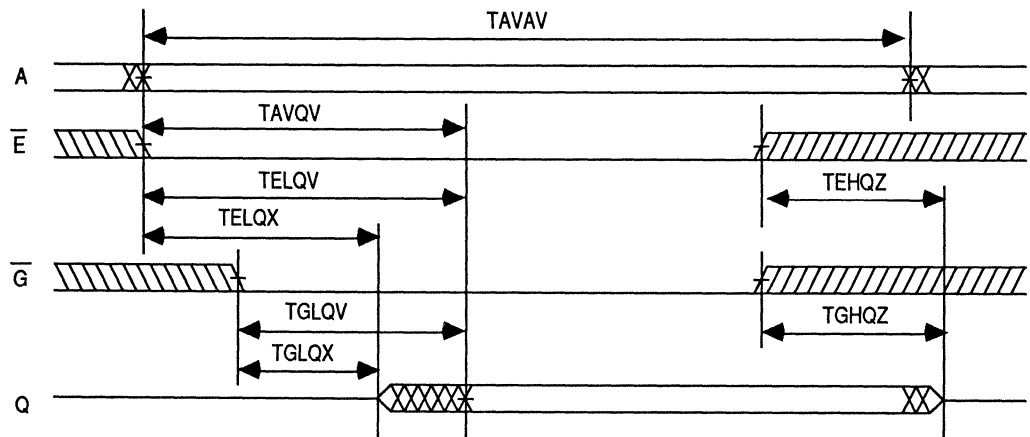 TAVAV
A
TAVQV
E̅
TELQV
TEHQZ
TELQX
G̅
TGLQV
TGHQZ
TGLQX
Q